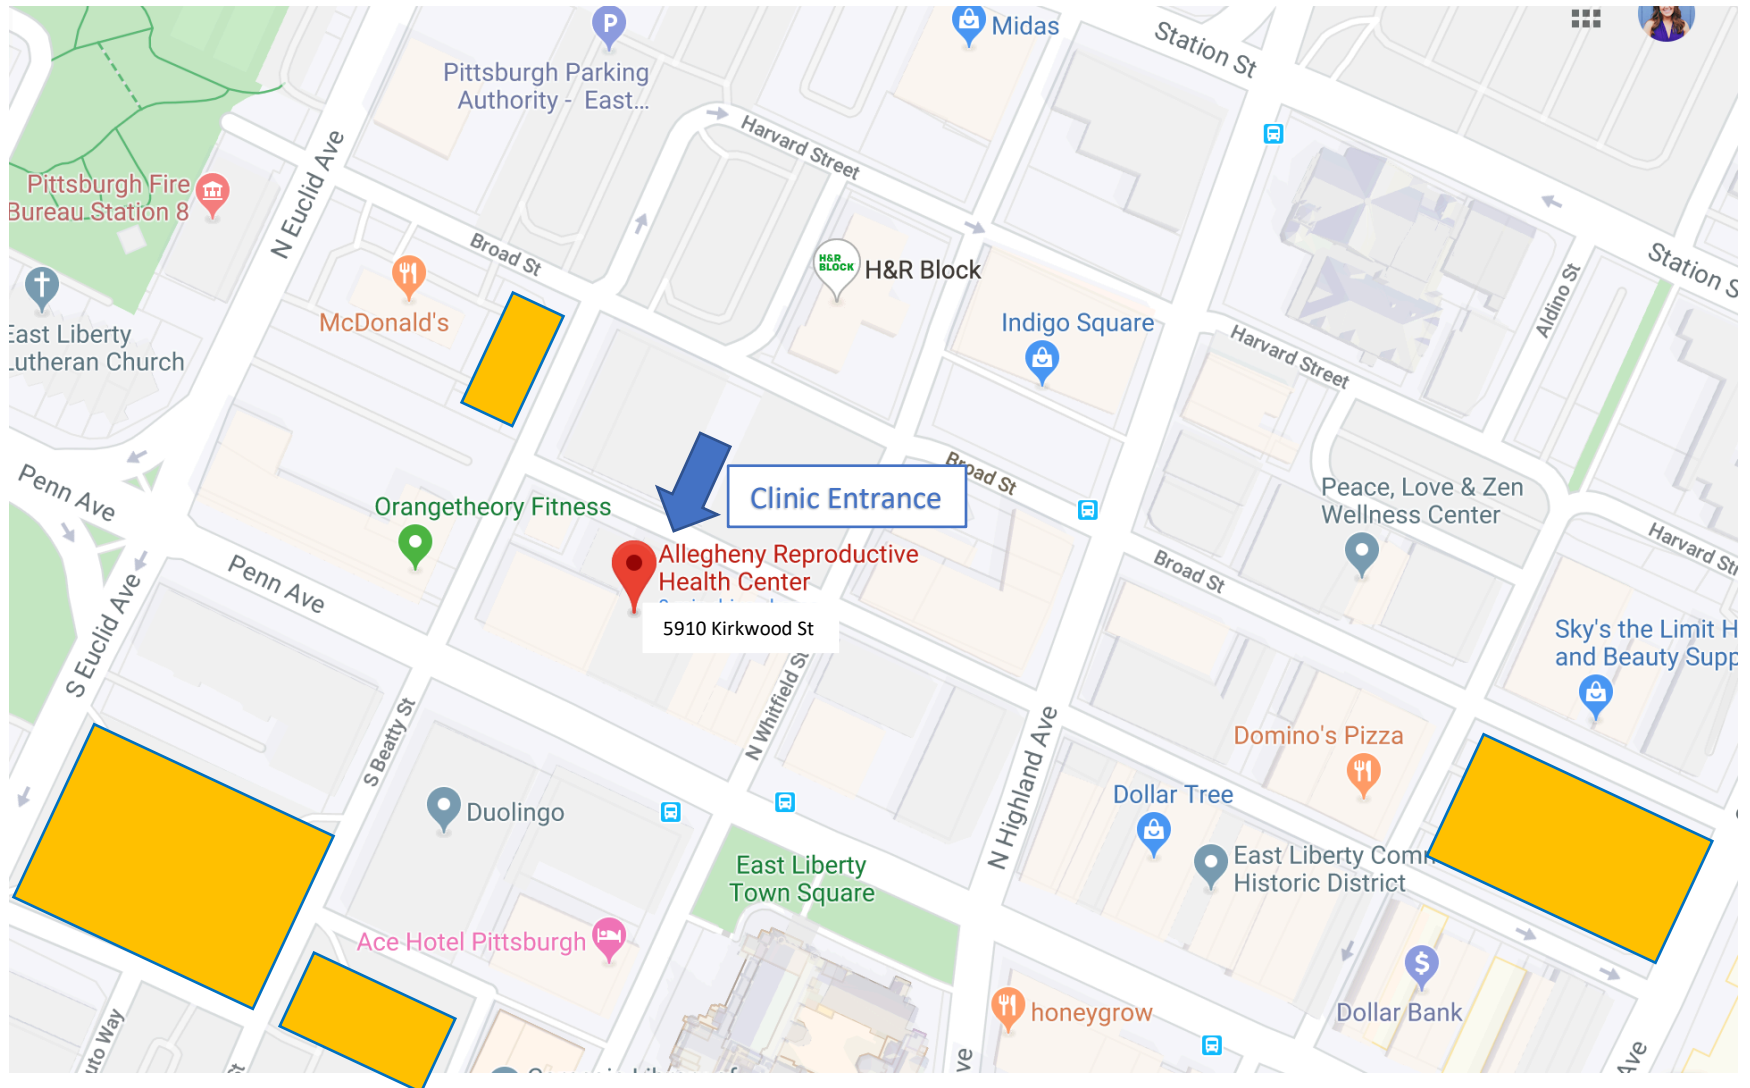 Midas
Station St
Pittsburgh Parking
Authority - East...
Harvard Street
N Euclid Ave
Pittsburgh Fire
Bureau Station 8
Broad St
H&R
BLOCK
H&R Block
Station S
Aldino St
McDonald's
Indigo Square
East Liberty
Lutheran Church
Harvard Street
Penn Ave
Orangetheory Fitness
Clinic Entrance
Broad St
Peace, Love & Zen
Wellness Center
Harvard Str
Allegheny Reproductive
Health Center
5910 Kirkwood St
Penn Ave
Broad St
S Euclid Ave
Sky's the Limit H
and Beauty Supp
N Whitfield St
S Beatty St
N Highland Ave
Domino's Pizza
Dollar Tree
Duolingo
East Liberty Comm
Historic District
East Liberty
Town Square
Ace Hotel Pittsburgh
honeygrow
Dollar Bank
uto Way
ve
Ave